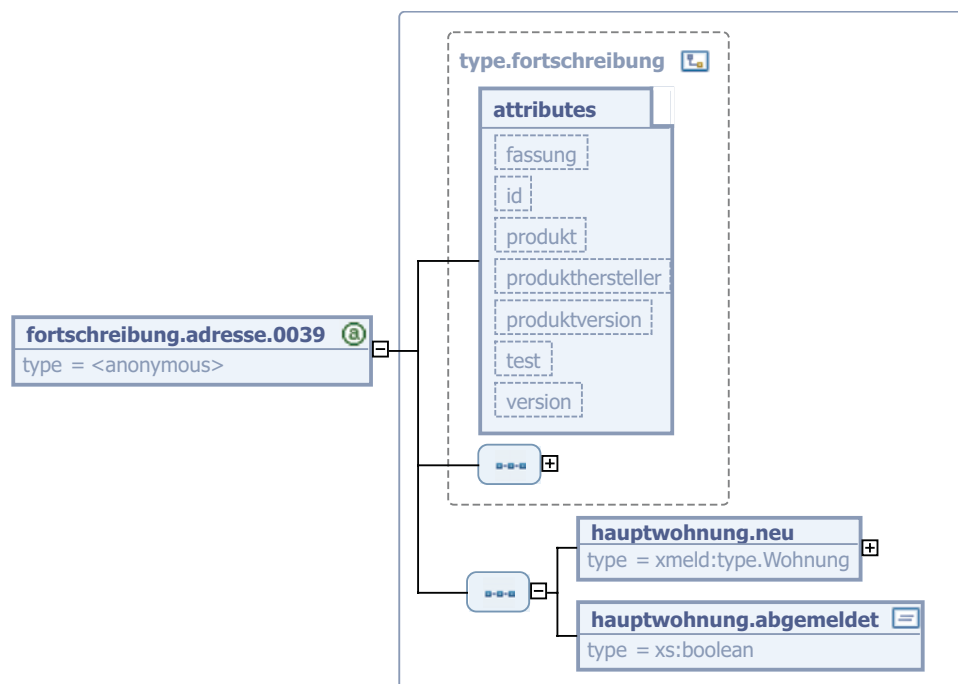 type.fortschreibung
attributes
fassung
id
produkt
produkthersteller
produktversion
test
version
fortschreibung.adresse.0039 @
type = <anonymous>
hauptwohnung.neu
type = xmeld:type.Wohnung
hauptwohnung.abgemeldet
type = xs:boolean